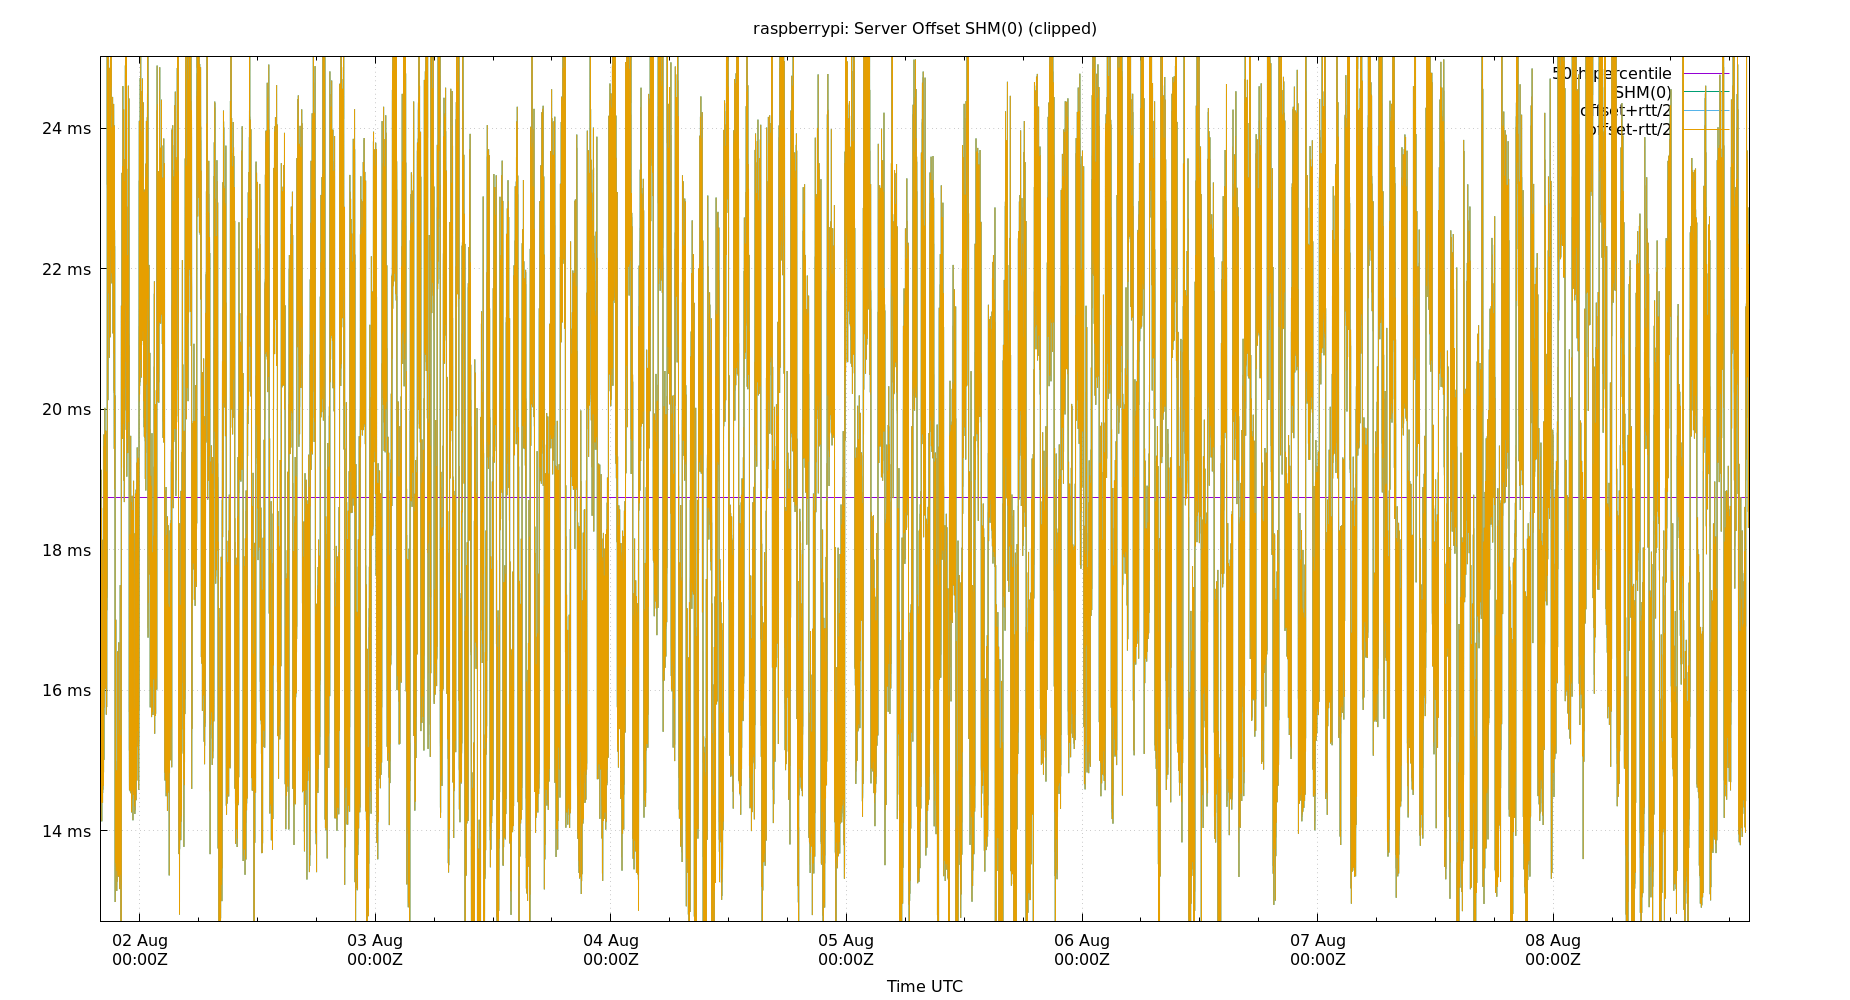 raspberrypi: Server Offset SHM(0) (clipped)
50th percentile
SHM(0)
offset+rtt/2
offset-rtt/2
24 ms
22 ms
20 ms
18 ms
16 ms
14 ms
02 Aug 03 Aug 04 Aug 05 Aug 06 Aug 07 Aug 08 Aug
00:00Z 00:00Z 00:00Z 00:00Z 00:00Z 00:00Z 00:00Z
Time UTC